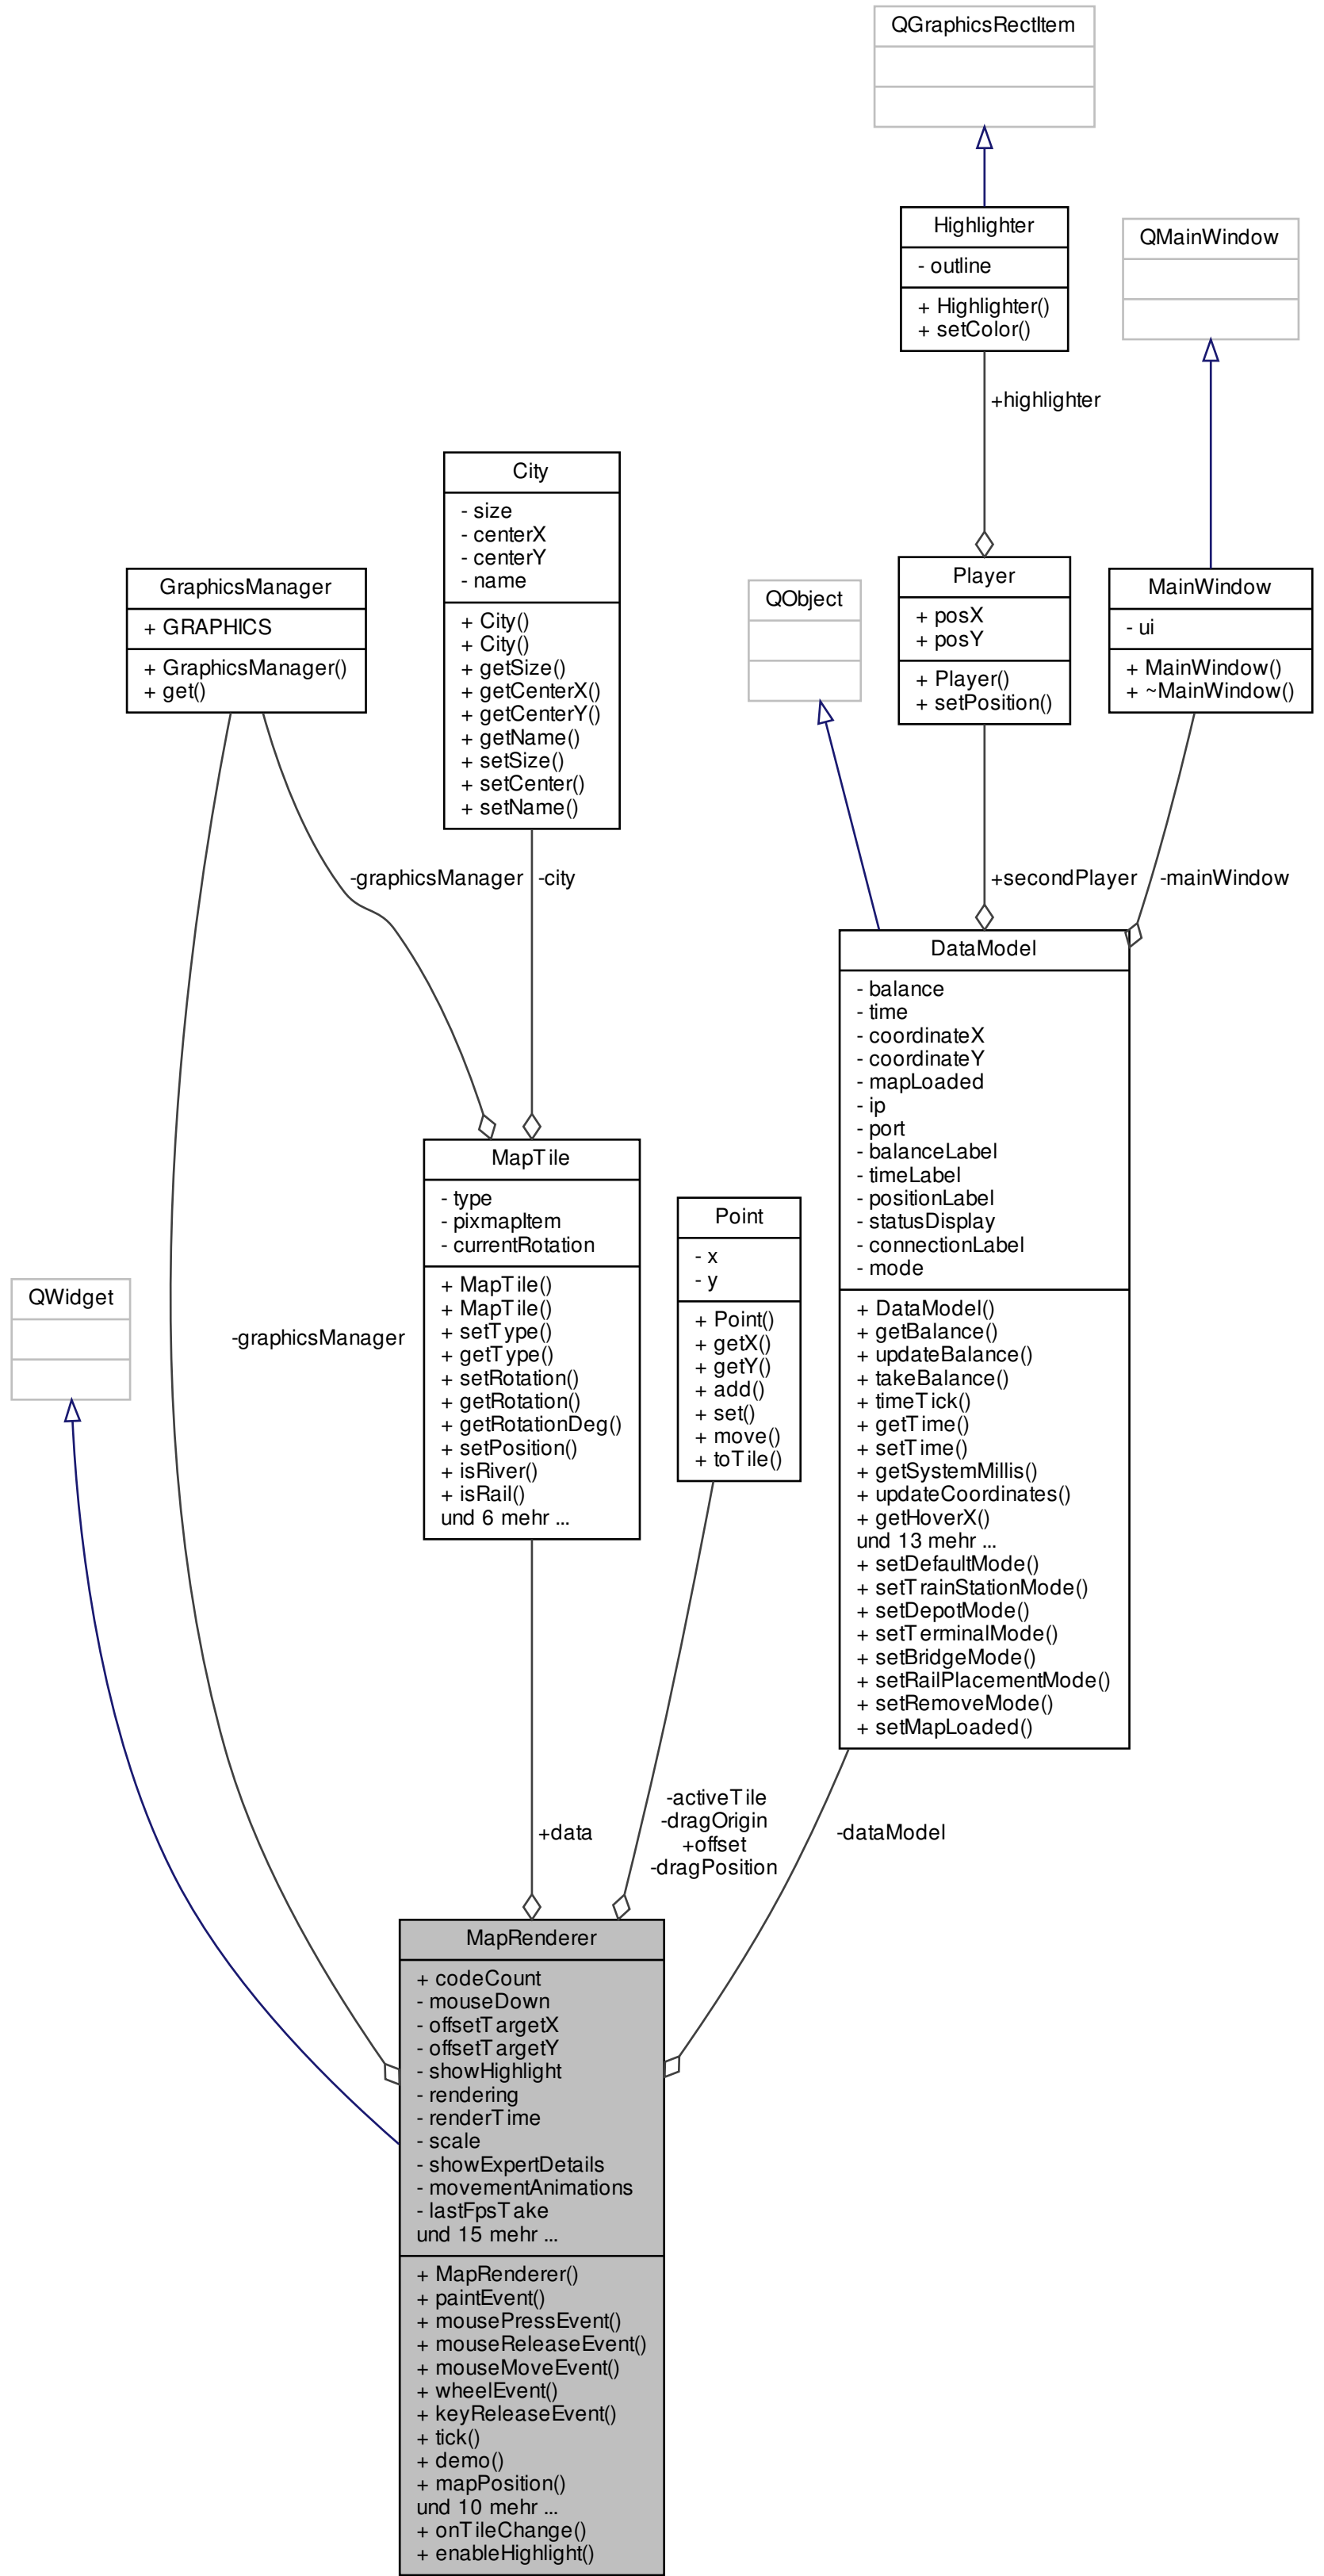 QGraphicsRectItem
Highlighter
- outline
+ Highlighter()
+ setColor()
QMainWindow
+highlighter
City
- size
- centerX
- centerY
- name
+ City()
+ City()
+ getSize()
+ getCenterX()
+ getCenterY()
+ getName()
+ setSize()
+ setCenter()
+ setName()
GraphicsManager
+ GRAPHICS
+ GraphicsManager()
+ get()
QObject
Player
+ posX
+ posY
+ Player()
+ setPosition()
MainWindow
- ui
+ MainWindow()
+ ~MainWindow()
-graphicsManager
-city
+secondPlayer
-mainWindow
DataModel
- balance
- time
- coordinateX
- coordinateY
- mapLoaded
- ip
- port
- balanceLabel
- timeLabel
- positionLabel
- statusDisplay
- connectionLabel
- mode
+ DataModel()
+ getBalance()
+ updateBalance()
+ takeBalance()
+ timeTick()
+ getTime()
+ setTime()
+ getSystemMillis()
+ updateCoordinates()
+ getHoverX()
und 13 mehr ...
+ setDefaultMode()
+ setTrainStationMode()
+ setDepotMode()
+ setTerminalMode()
+ setBridgeMode()
+ setRailPlacementMode()
+ setRemoveMode()
+ setMapLoaded()
MapTile
- type
- pixmapItem
- currentRotation
+ MapTile()
+ MapTile()
+ setType()
+ getType()
+ setRotation()
+ getRotation()
+ getRotationDeg()
+ setPosition()
+ isRiver()
+ isRail()
und 6 mehr ...
Point
- x
- y
+ Point()
+ getX()
+ getY()
+ add()
+ set()
+ move()
+ toTile()
QWidget
-graphicsManager
+data
-activeTile
-dragOrigin
+offset
-dragPosition
-dataModel
MapRenderer
+ codeCount
- mouseDown
- offsetTargetX
- offsetTargetY
- showHighlight
- rendering
- renderTime
- scale
- showExpertDetails
- movementAnimations
- lastFpsTake
und 15 mehr ...
+ MapRenderer()
+ paintEvent()
+ mousePressEvent()
+ mouseReleaseEvent()
+ mouseMoveEvent()
+ wheelEvent()
+ keyReleaseEvent()
+ tick()
+ demo()
+ mapPosition()
und 10 mehr ...
+ onTileChange()
+ enableHighlight()